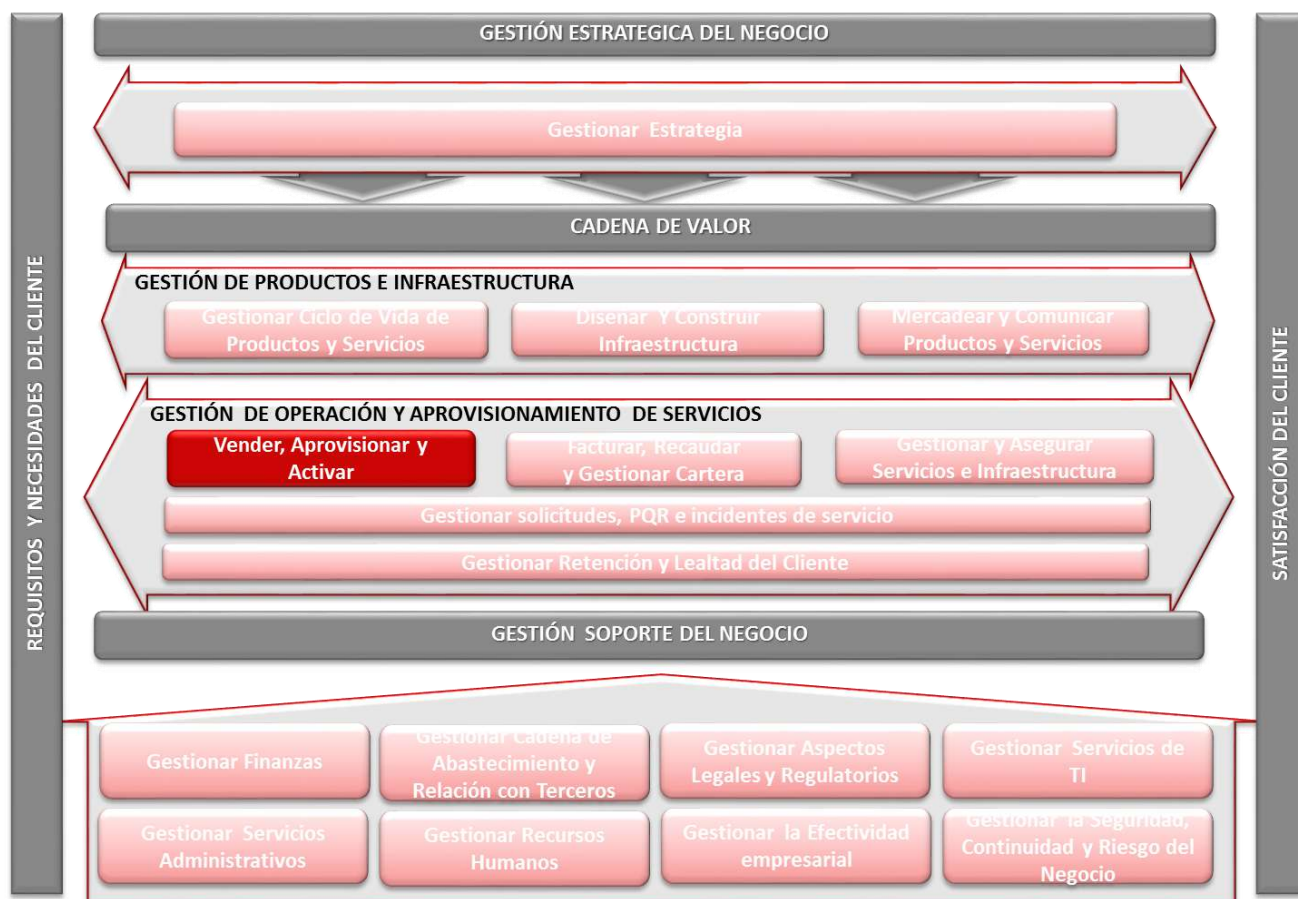 GESTIÓN ESTRATEGICA DEL NEGOCIO
Gestionar Estrategia
CADENA DE VALOR
GESTIÓN DE PRODUCTOS E INFRAESTRUCTURA
Gestionar Ciclo de Vida de
Productos y Servicios
Disenar Y Construir
Infraestructura
Mercadear y Comunicar
Productos y Servicios
GESTIÓN DE OPERACIÓN Y APROVISIONAMIENTO DE SERVICIOS
Vender, Aprovisionar y
Activar
Facturar, Recaudar
y Gestionar Cartera
Gestionar y Asegurar
Servicios e Infraestructura
Gestionar solicitudes, PQR e incidentes de servicio
Gestionar Retención y Lealtad del Cliente
GESTIÓN SOPORTE DEL NEGOCIO
Gestionar Finanzas
Gestionar Cadena de
Abastecimiento y
Relación con Terceros
Gestionar Aspectos
Legales y Regulatorios
Gestionar Servicios de
TI
Gestionar Servicios
Administrativos
Gestionar Recursos
Humanos
Gestionar la Efectividad
empresarial
Gestionar la Seguridad,
Continuidad y Riesgo del
Negocio
REQUISITOS Y NECESIDADES DEL CLIENTE
SATISFACCIÓN DEL CLIENTE